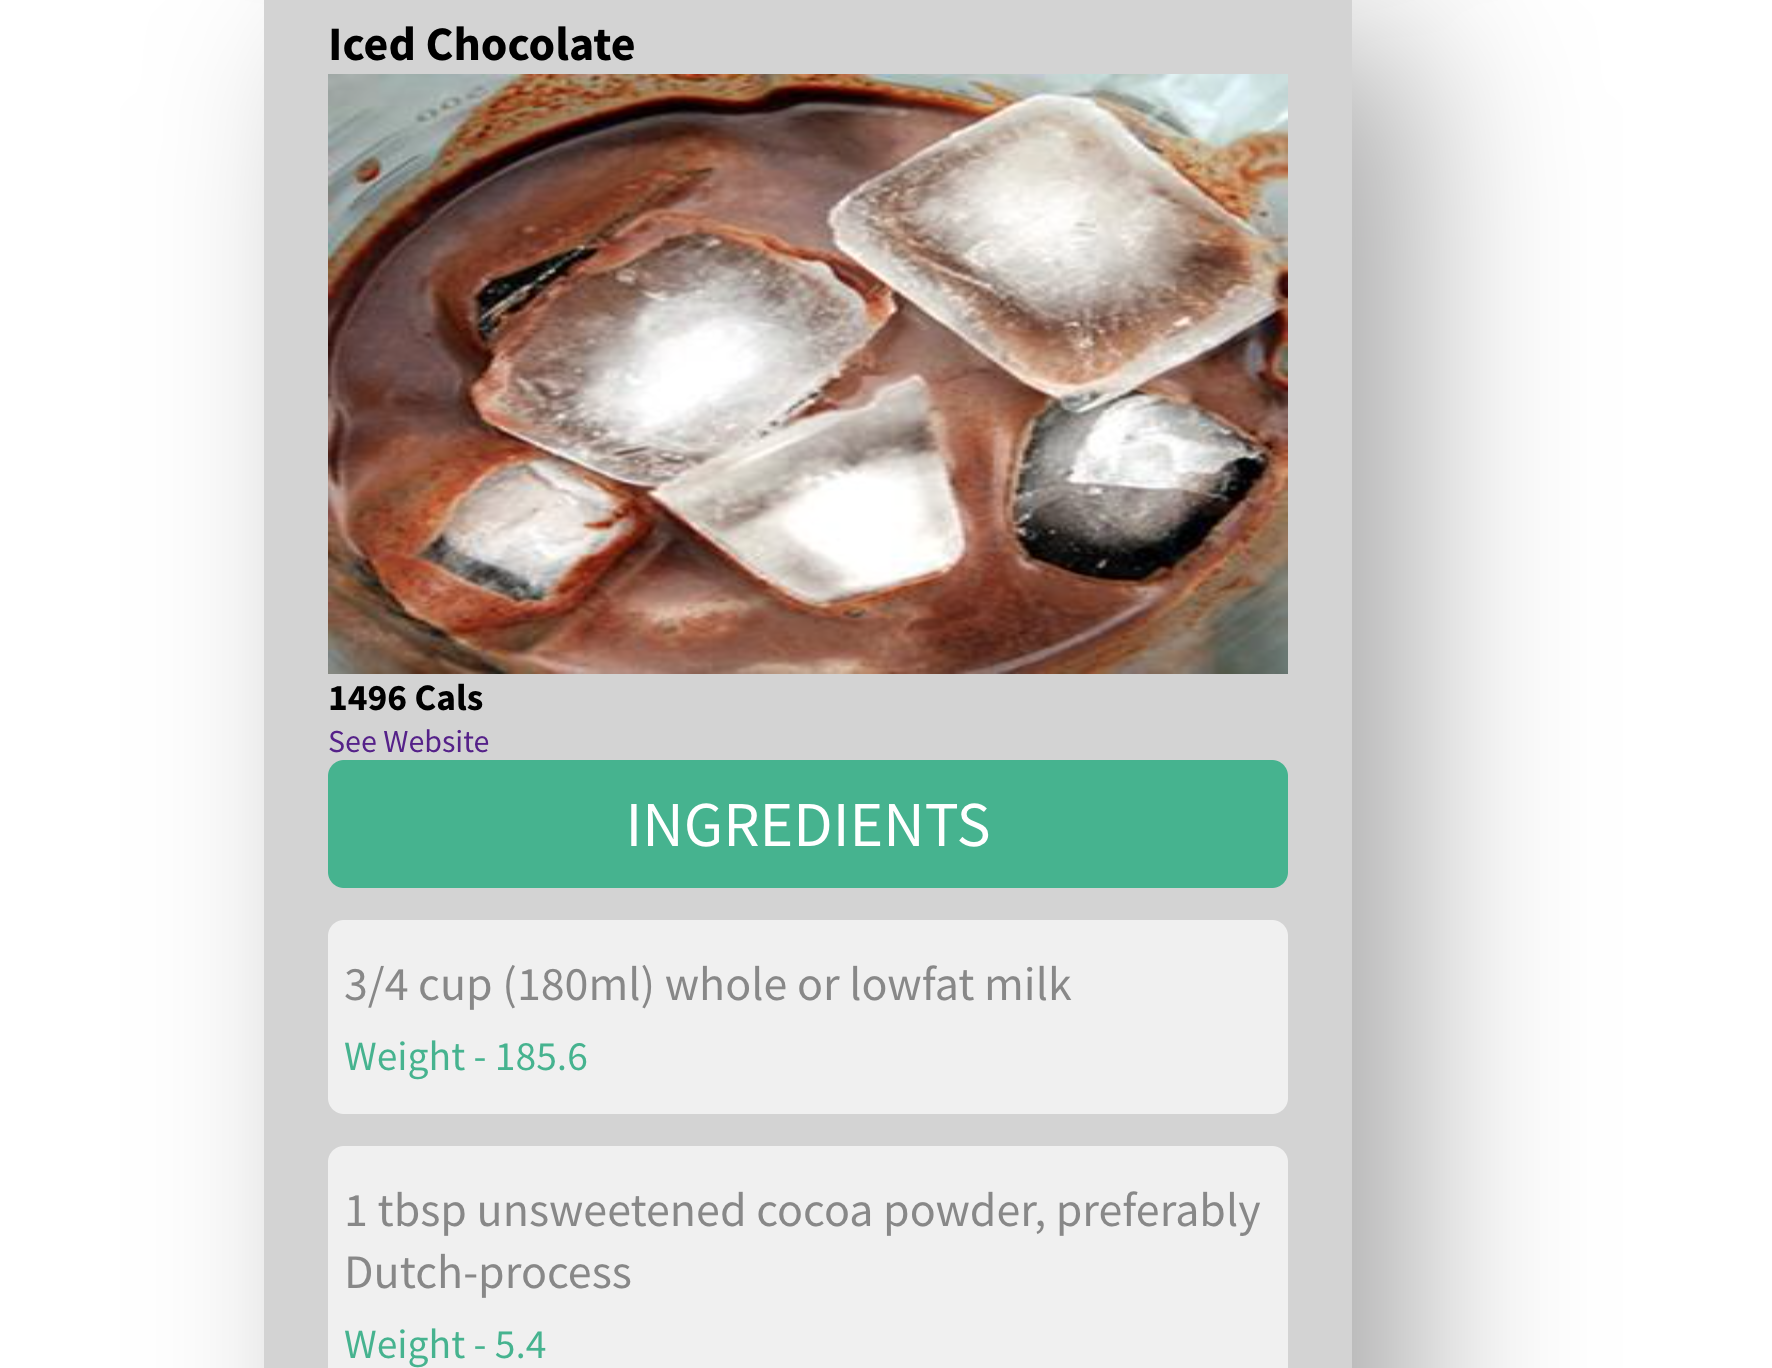 Iced Chocolate
1496 Cals
See Website
INGREDIENTS
3/4 cup (180ml) whole or lowfat milk
Weight - 185.6
1 tbsp unsweetened cocoa powder, preferably
Dutch-process
Weight - 5.4